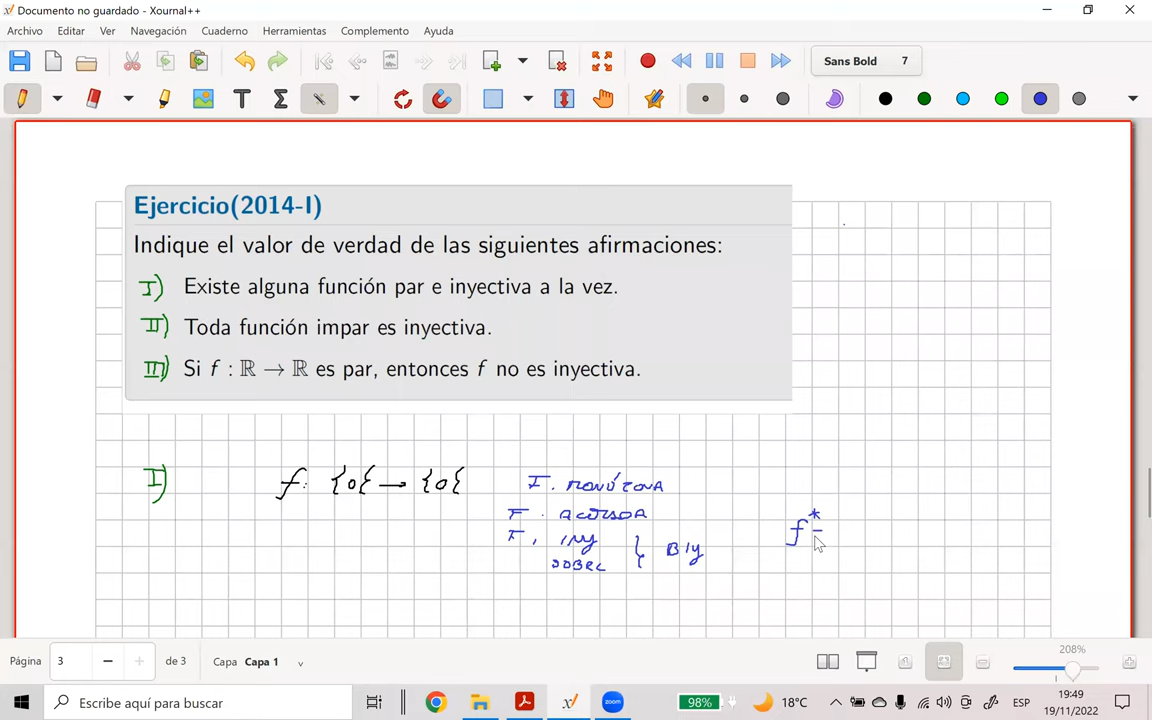 Documento no guardado - Xournal++
Archivo Editar Ver Navegación Cuaderno Herramientas Complemento Ayuda
Sans Bold 7
Ejercicio(2014-I)
Indique el valor de verdad de las siguientes afirmaciones:
I) Existe alguna función par e inyectiva a la vez.
II) Toda función impar es inyectiva.
III) Si f : ℝ → ℝ es par, entonces f no es inyectiva.
I) f: {0{ → {0{ F. MONÓTONA
F. ACOTADA
F. INY } BIY f*
SOBRE
Página 3 de 3 Capa Capa 1 208%
Escribe aquí para buscar zoom 98% 18°C ESP 19:49
19/11/2022